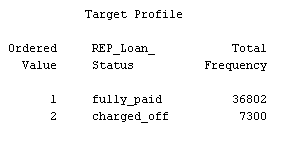 Target Profile
Ordered REP_Loan_ Total
Value Status Frequency
1 fully_paid 36802
2 charged_off 7300